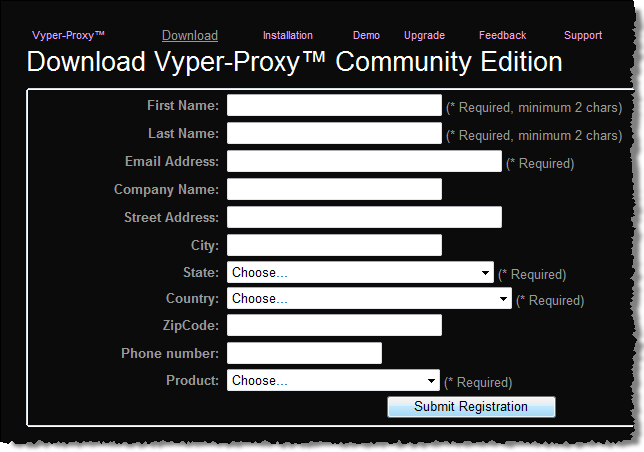 Vyper-Proxy™ Download Installation Demo Upgrade Feedback Support
Download Vyper-Proxy™ Community Edition
First Name: (* Required, minimum 2 chars)
Last Name: (* Required, minimum 2 chars)
Email Address: (* Required)
Company Name:
Street Address:
City:
State: Choose... (* Required)
Country: Choose... (* Required)
ZipCode:
Phone number:
Product: Choose... (* Required)
Submit Registration